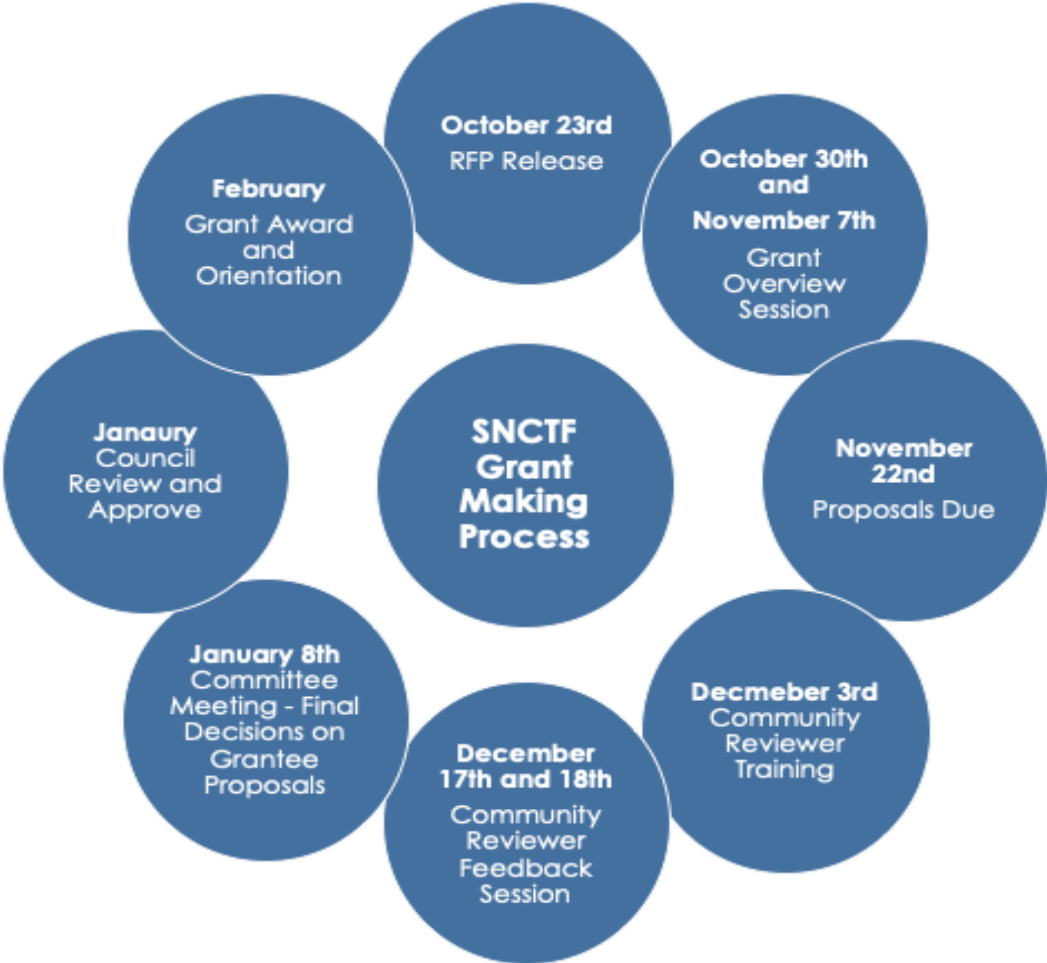 October 23rd
RFP Release
October 30th
and
November 7th
Grant
Overview
Session
November
22nd
Proposals Due
Decmeber 3rd
Community
Reviewer
Training
December
17th and 18th
Community
Reviewer
Feedback
Session
January 8th
Committee
Meeting - Final
Decisions on
Grantee
Proposals
Janaury
Council
Review and
Approve
February
Grant Award
and
Orientation
SNCTF
Grant
Making
Process